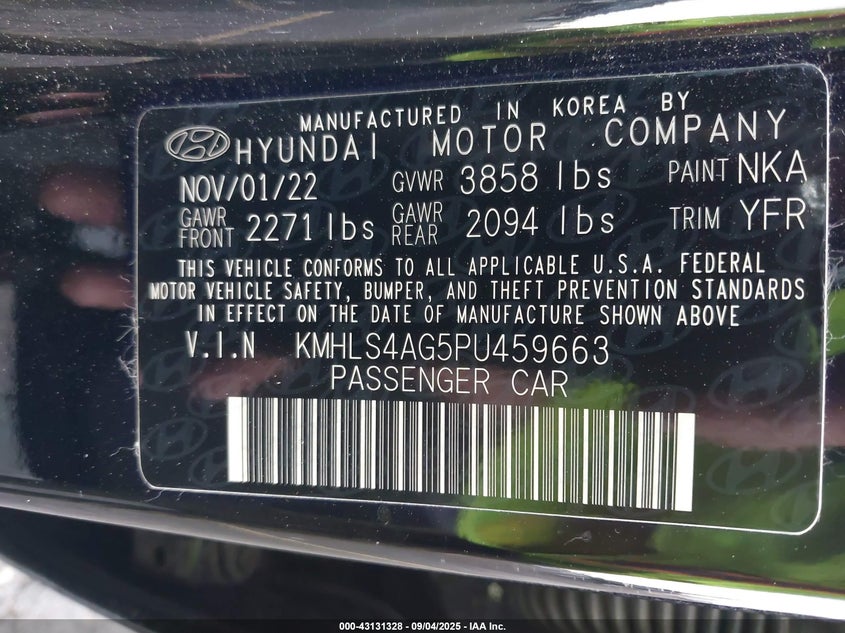 MANUFACTURED IN KOREA BY
HYUNDAI MOTOR COMPANY
NOV/01/22 GVWR 3858 lbs PAINT NKA
GAWR FRONT 2271 lbs GAWR REAR 2094 lbs TRIM YFR
THIS VEHICLE CONFORMS TO ALL APPLICABLE U.S.A. FEDERAL
MOTOR VEHICLE SAFETY, BUMPER, AND THEFT PREVENTION STANDARDS
IN EFFECT ON THE DATE OF MANUFACTURE SHOWN ABOVE
V.I.N KMHLS4AG5PU459663
PASSENGER CAR
000-43131328 - 09/04/2025 - IAA Inc.